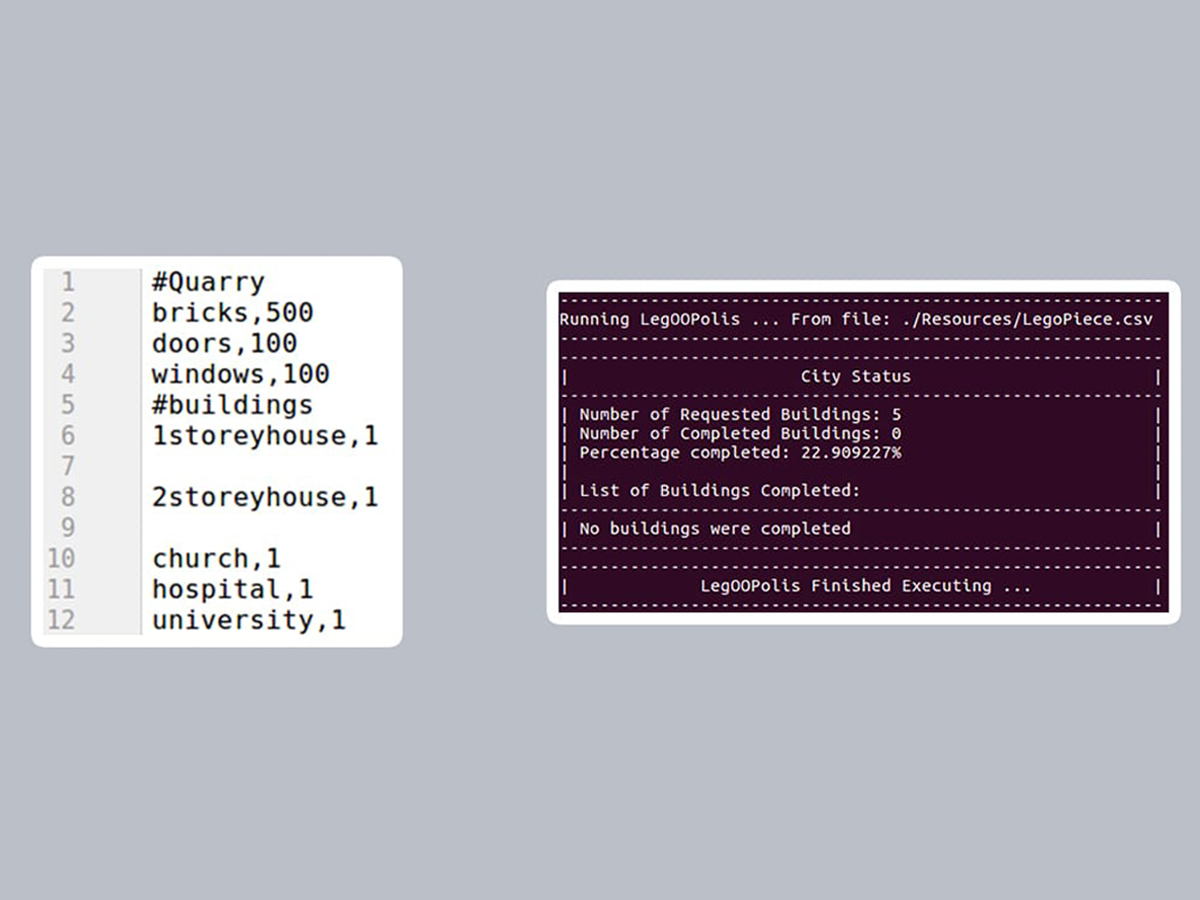 1 #Quarry
2 bricks,500
3 doors,100
4 windows,100
5 #buildings
6 1storeyhouse,1
7
8 2storeyhouse,1
9
10 church,1
11 hospital,1
12 university,1
Running LegOOPolis ... From file: ./Resources/LegoPiece.csv
| City Status |
| Number of Requested Buildings: 5 |
| Number of Completed Buildings: 0 |
| Percentage completed: 22.909227% |
| |
| List of Buildings Completed: |
| No buildings were completed |
| LegOOPolis Finished Executing ... |